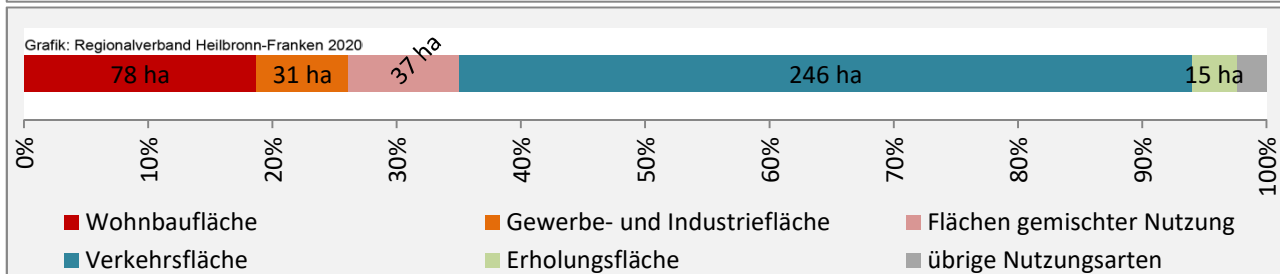 Grafik: Regionalverband Heilbronn-Franken 2020
78 ha 31 ha 37 ha 246 ha 15 ha
0% 10% 20% 30% 40% 50% 60% 70% 80% 90% 100%
Wohnbaufläche Gewerbe- und Industriefläche Flächen gemischter Nutzung
Verkehrsfläche Erholungsfläche übrige Nutzungsarten